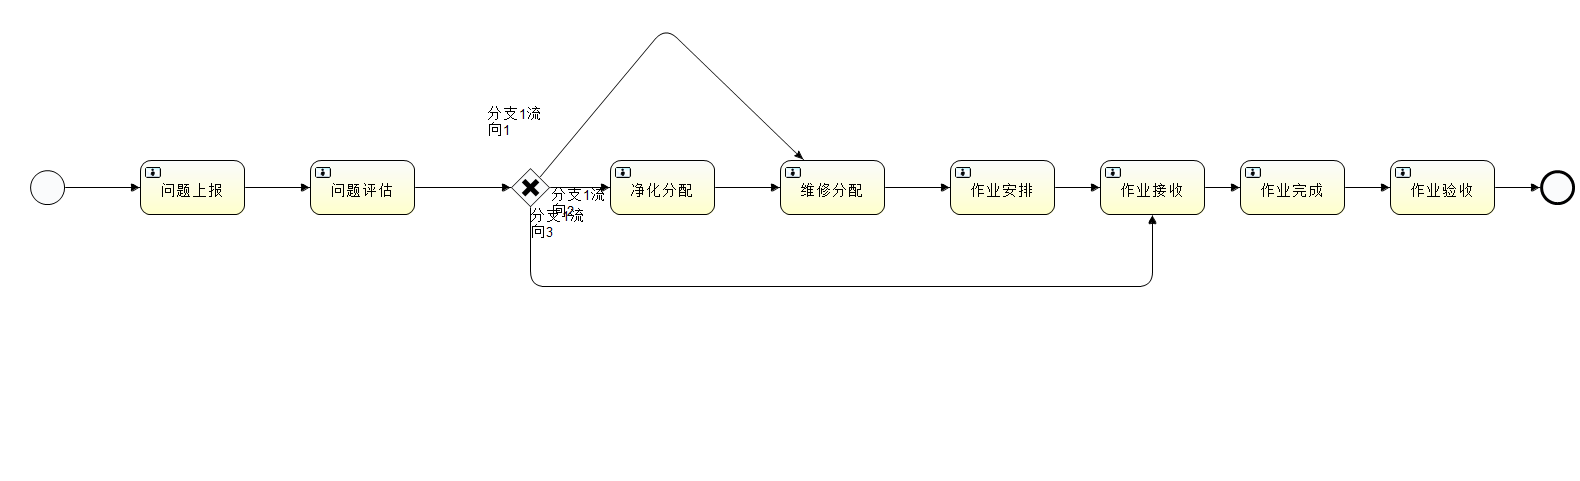 分支1流
向1
问题上报
问题评估
分支1流
向2
分支1流
向3
净化分配
维修分配
作业安排
作业接收
作业完成
作业验收